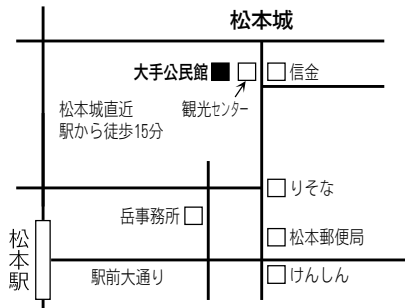 松本城
大手公民館
信金
松本城直近
駅から徒歩15分
観光センター
りそな
岳事務所
松本郵便局
松本駅
駅前大通り
けんしん